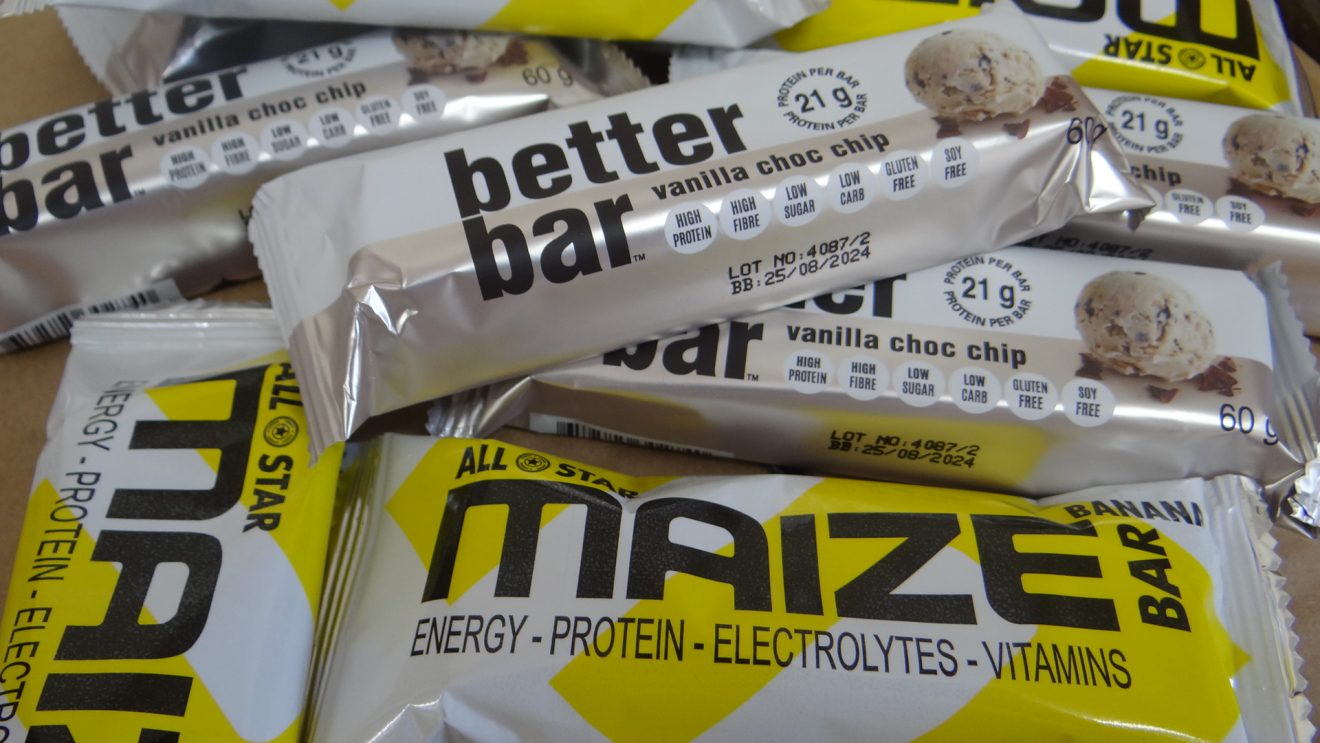 ALL STAR
better
bar™
vanilla choc chip
21 g
60 g
HIGH PROTEIN
HIGH FIBRE
LOW SUGAR
LOW CARB
GLUTEN FREE
SOY FREE
better
bar™
vanilla choc chip
PROTEIN PER BAR
21 g
PROTEIN PER BAR
60
HIGH PROTEIN
HIGH FIBRE
LOW SUGAR
LOW CARB
GLUTEN FREE
SOY FREE
LOT NO:4087/2
BB:25/08/2024
PROTEIN PER BAR
21 g
chip
GLUTEN FREE
SOY FREE
bar™
vanilla choc chip
PROTEIN PER BAR
21 g
PROTEIN PER BAR
60 g
HIGH PROTEIN
HIGH FIBRE
LOW SUGAR
LOW CARB
GLUTEN FREE
SOY FREE
LOT NO:4087/2
BB:25/08/2024
ALL STAR
MAIZ
ENERGY - PROTEIN - ELECTRO
ALL STAR
MAIZE
BANANA
BAR
ENERGY - PROTEIN - ELECTROLYTES - VITAMINS